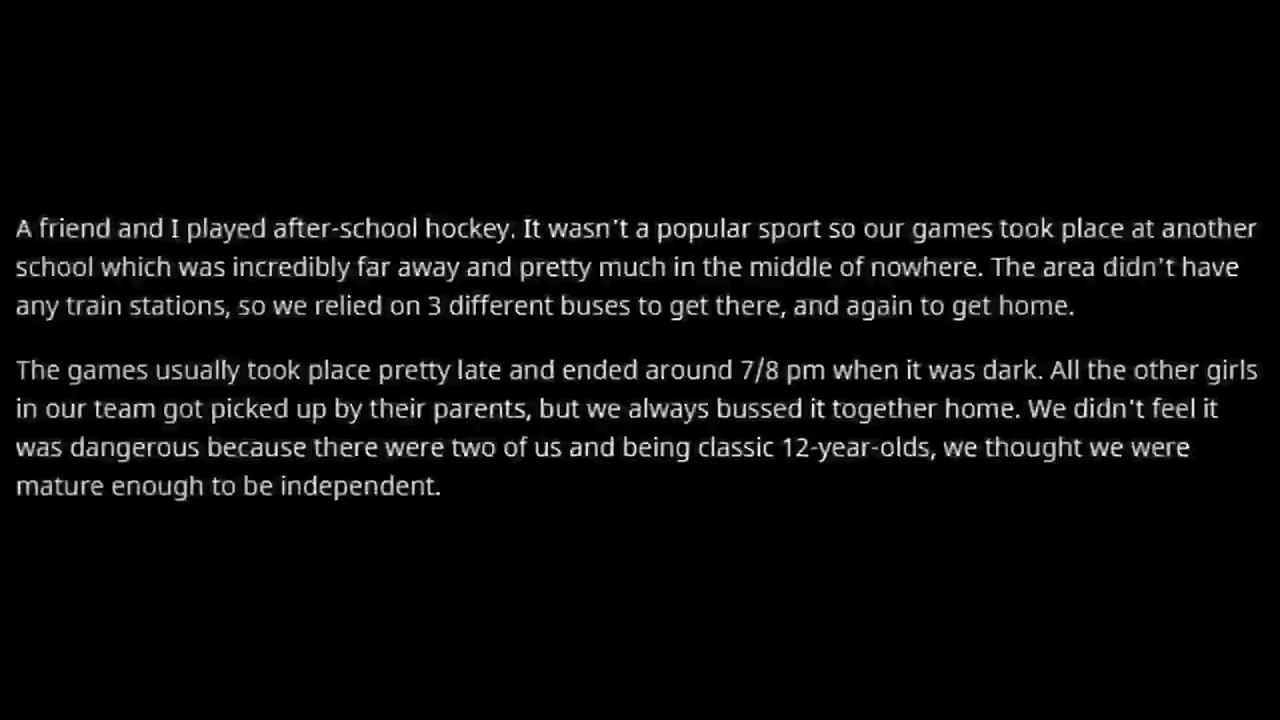 A friend and I played after-school hockey. It wasn't a popular sport so our games took place at another
school which was incredibly far away and pretty much in the middle of nowhere. The area didn't have
any train stations, so we relied on 3 different buses to get there, and again to get home.
The games usually took place pretty late and ended around 7/8 pm when it was dark. All the other girls
in our team got picked up by their parents, but we always bussed it together home. We didn't feel it
was dangerous because there were two of us and being classic 12-year-olds, we thought we were
mature enough to be independent.